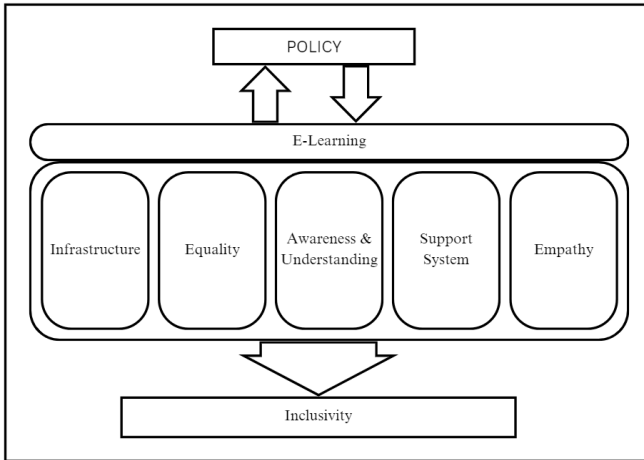 POLICY
E-Learning
Infrastructure
Equality
Awareness &
Understanding
Support
System
Empathy
Inclusivity